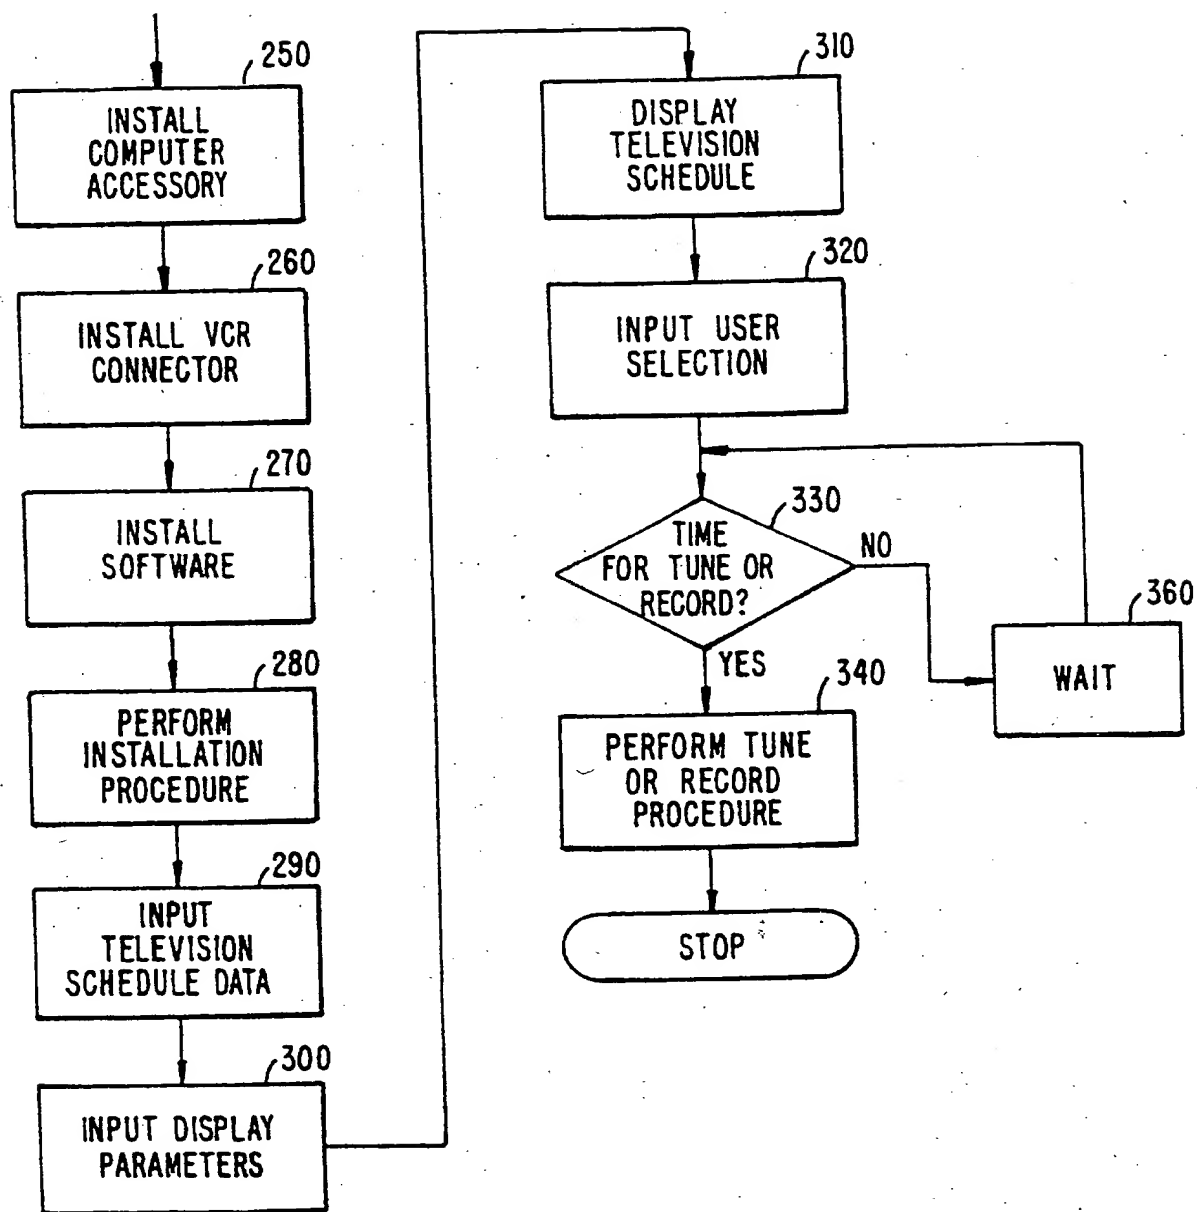 250
INSTALL
COMPUTER
ACCESSORY
260
INSTALL VCR
CONNECTOR
270
INSTALL
SOFTWARE
280
PERFORM
INSTALLATION
PROCEDURE
290
INPUT
TELEVISION
SCHEDULE DATA
300
INPUT DISPLAY
PARAMETERS
310
DISPLAY
TELEVISION
SCHEDULE
320
INPUT USER
SELECTION
330
TIME
FOR TUNE OR
RECORD?
NO
360
WAIT
YES
340
PERFORM TUNE
OR RECORD
PROCEDURE
STOP